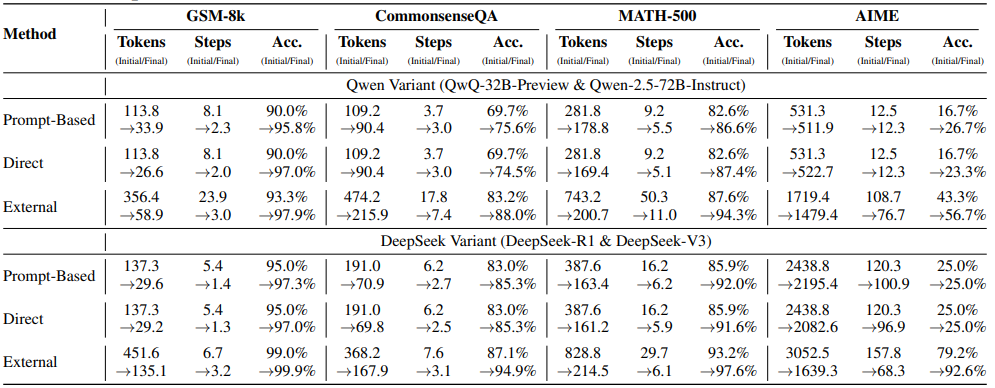 Method GSM-8k CommonsenseQA MATH-500 AIME
Tokens Steps Acc. Tokens Steps Acc. Tokens Steps Acc. Tokens Steps Acc.
(Initial/Final) (Initial/Final) (Initial/Final) (Initial/Final) (Initial/Final) (Initial/Final) (Initial/Final) (Initial/Final) (Initial/Final) (Initial/Final) (Initial/Final) (Initial/Final)
Qwen Variant (QwQ-32B-Preview & Qwen-2.5-72B-Instruct)
Prompt-Based 113.8 8.1 90.0% 109.2 3.7 69.7% 281.8 9.2 82.6% 531.3 12.5 16.7%
→33.9 →2.3 →95.8% →90.4 →3.0 →75.6% →178.8 →5.5 →86.6% →511.9 →12.3 →26.7%
Direct 113.8 8.1 90.0% 109.2 3.7 69.7% 281.8 9.2 82.6% 531.3 12.5 16.7%
→26.6 →2.0 →97.0% →90.4 →3.0 →74.5% →169.4 →5.1 →87.4% →522.7 →12.3 →23.3%
External 356.4 23.9 93.3% 474.2 17.8 83.2% 743.2 50.3 87.6% 1719.4 108.7 43.3%
→58.9 →3.0 →97.9% →215.9 →7.4 →88.0% →200.7 →11.0 →94.3% →1479.4 →76.7 →56.7%
DeepSeek Variant (DeepSeek-R1 & DeepSeek-V3)
Prompt-Based 137.3 5.4 95.0% 191.0 6.2 83.0% 387.6 16.2 85.9% 2438.8 120.3 25.0%
→29.6 →1.4 →97.3% →70.9 →2.7 →85.3% →163.4 →6.2 →92.0% →2195.4 →100.9 →25.0%
Direct 137.3 5.4 95.0% 191.0 6.2 83.0% 387.6 16.2 85.9% 2438.8 120.3 25.0%
→29.2 →1.3 →97.0% →69.8 →2.5 →85.3% →161.2 →5.9 →91.6% →2082.6 →96.9 →25.0%
External 451.6 6.7 99.0% 368.2 7.6 87.1% 828.8 29.7 93.2% 3052.5 157.8 79.2%
→135.1 →3.2 →99.9% →167.9 →3.1 →94.9% →214.5 →6.1 →97.6% →1639.3 →68.3 →92.6%